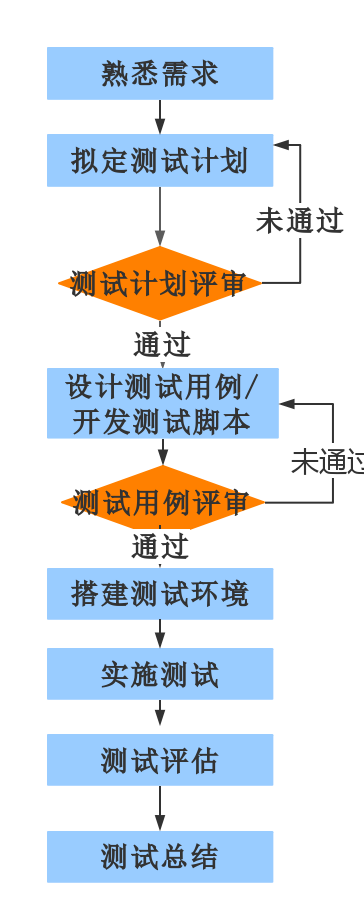 熟悉需求
拟定测试计划
未通过
测试计划评审
通过
设计测试用例/
开发测试脚本
未通过
测试用例评审
通过
搭建测试环境
实施测试
测试评估
测试总结